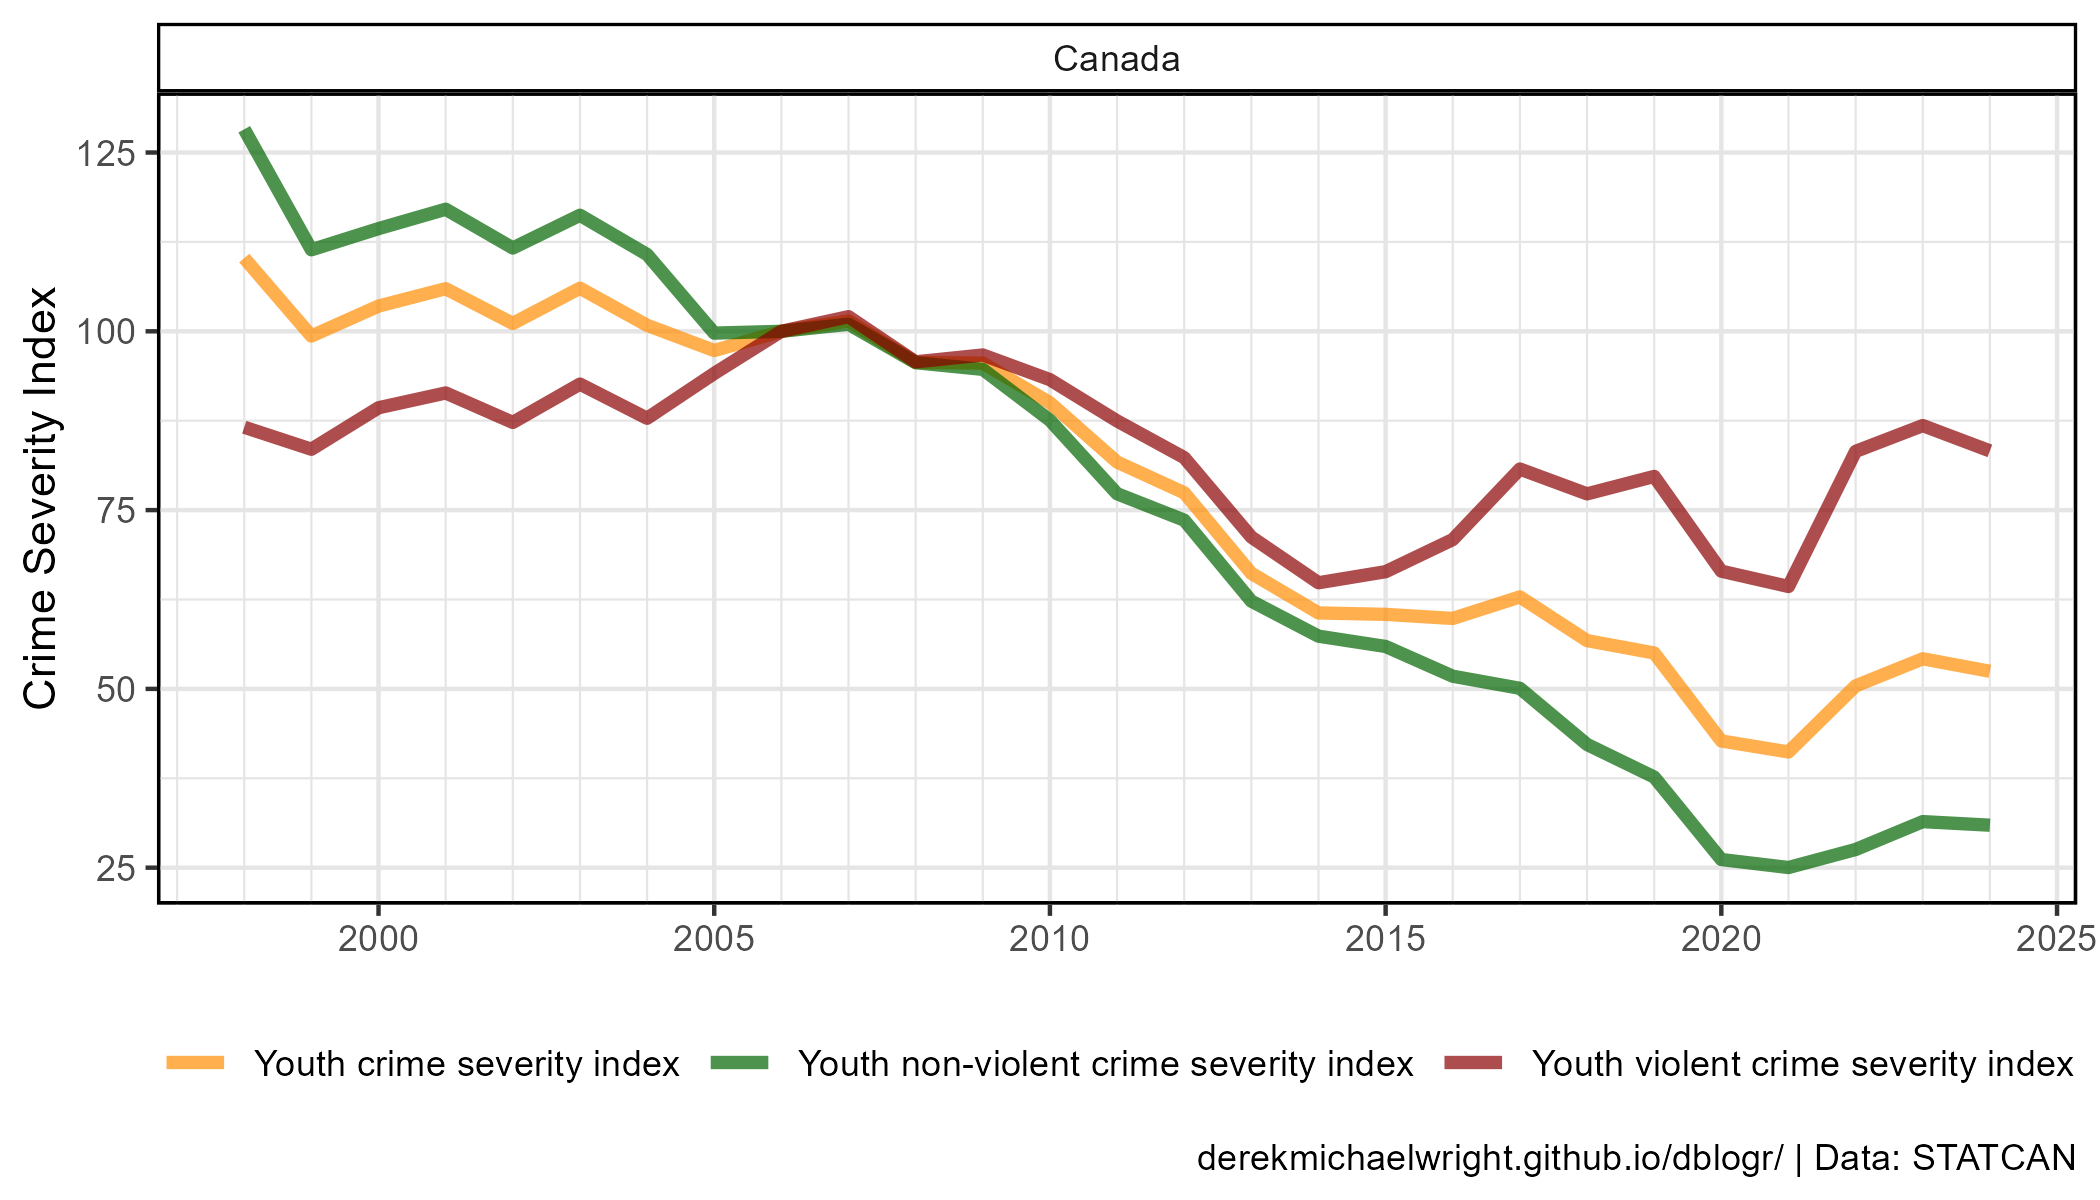 Canada
Crime Severity Index
125
100
75
50
25
2000 2005 2010 2015 2020 2025
Youth crime severity index Youth non-violent crime severity index Youth violent crime severity index
derekmichaelwright.github.io/dblogr/ | Data: STATCAN